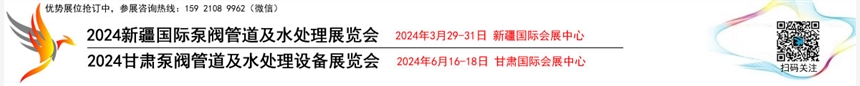 优势展位抢订中，参展咨询热线：159 2108 9962（微信）
2024新疆国际泵阀管道及水处理展览会 2024年3月29-31日 新疆国际会展中心
2024甘肃泵阀管道及水处理设备展览会 2024年6月16-18日 甘肃国际会展中心
扫码关注